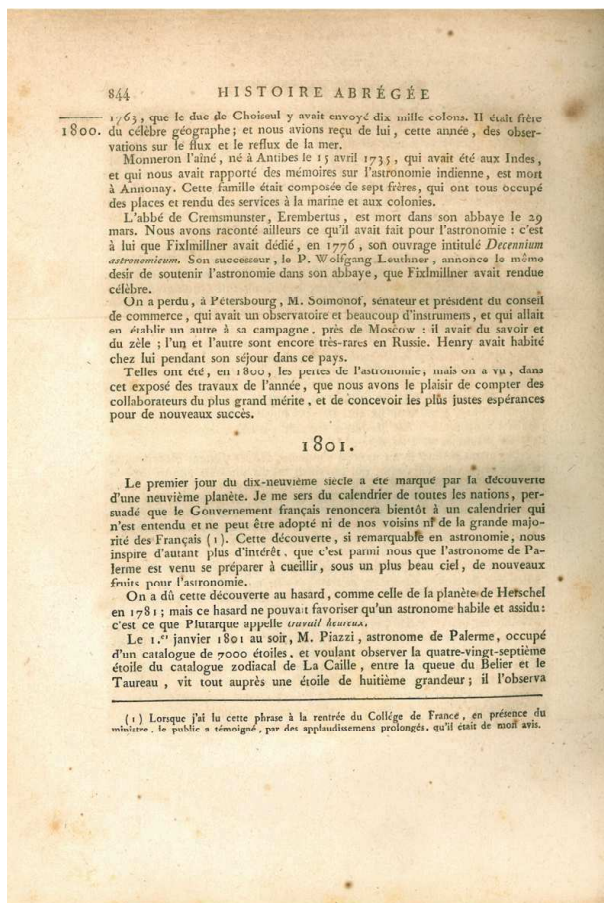 844 HISTOIRE ABRÉGÉE
1763, que le duc de Choiseul y avait envoyé dix mille colons. Il était frère
1800. du célèbre géographe; et nous avions reçu de lui, cette année, des obser-
vations sur le flux et le reflux de la mer.
Monneron l'aîné, né à Antibes le 15 avril 1735, qui avait été aux Indes,
et qui nous avait rapporté des mémoires sur l'astronomie indienne, est mort
à Annonay. Cette famille était composée de sept frères, qui ont tous occupé
des places et rendu des services à la marine et aux colonies.
L'abbé de Cremsmunster, Erembertus, est mort dans son abbaye le 29
mars. Nous avons raconté ailleurs ce qu'il avait fait pour l'astronomie : c'est
à lui que Fixlmillner avait dédié, en 1776, son ouvrage intitulé Decennium
astronomicum. Son successeur, le P. Wolfgang Leuthner, annonce le même
desir de soutenir l'astronomie dans son abbaye, que Fixlmillner avait rendue
célèbre.
On a perdu, à Pétersbourg, M. Soimonof, sénateur et président du conseil
de commerce, qui avait un observatoire et beaucoup d'instrumens, et qui allait
en établir un autre à sa campagne, près de Moscow : il avait du savoir et
du zèle; l'un et l'autre sont encore très-rares en Russie. Henry avait habité
chez lui pendant son séjour dans ce pays.
Telles ont été, en 1800, les pertes de l'astronomie, mais on a vu, dans
cet exposé des travaux de l'année, que nous avons le plaisir de compter des
collaborateurs du plus grand mérite, et de concevoir les plus justes espérances
pour de nouveaux succès.
1801.
Le premier jour du dix-neuvième siècle a été marqué par la découverte
d'une neuvième planète. Je me sers du calendrier de toutes les nations, per-
suadé que le Gouvernement français renoncera bientôt à un calendrier qui
n'est entendu et ne peut être adopté ni de nos voisins ni de la grande majo-
rité des Français (1). Cette découverte, si remarquable en astronomie, nous
inspire d'autant plus d'intérêt, que c'est parmi nous que l'astronome de Pa-
lerme est venu se préparer à cueillir, sous un plus beau ciel, de nouveaux
fruits pour l'astronomie.
On a dû cette découverte au hasard, comme celle de la planète de Herschel
en 1781; mais ce hasard ne pouvait favoriser qu'un astronome habile et assidu:
c'est ce que Plutarque appelle travail heureux.
Le 1.er janvier 1801 au soir, M. Piazzi, astronome de Palerme, occupé
d'un catalogue de 7000 étoiles, et voulant observer la quatre-vingt-septième
étoile du catalogue zodiacal de La Caille, entre la queue du Belier et le
Taureau, vit tout auprès une étoile de huitième grandeur; il l'observa
(1) Lorsque j'ai lu cette phrase à la rentrée du Collége de France, en présence du
ministre, le public a témoigné, par des applaudissemens prolongés, qu'il était de mon avis.